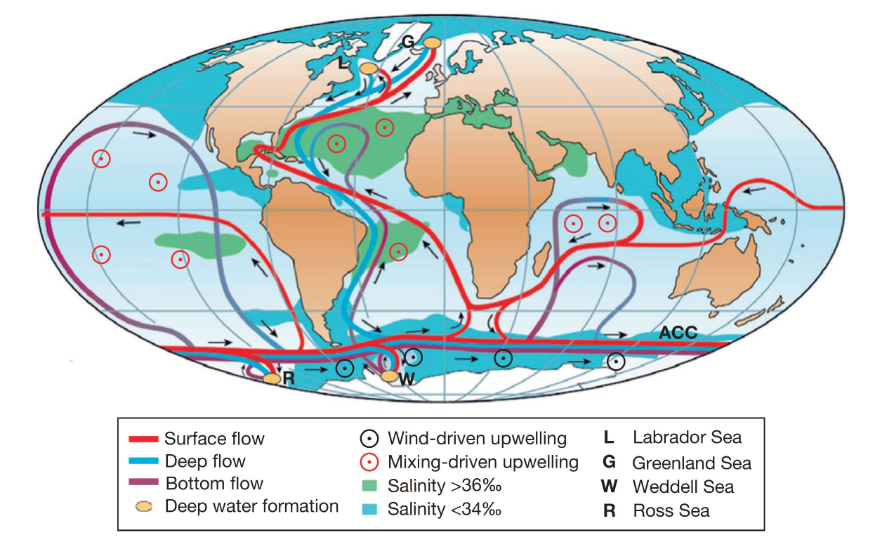 G
L
ACC
R
W
Surface flow
Deep flow
Bottom flow
Deep water formation
Wind-driven upwelling
Mixing-driven upwelling
Salinity >36‰
Salinity <34‰
L Labrador Sea
G Greenland Sea
W Weddell Sea
R Ross Sea